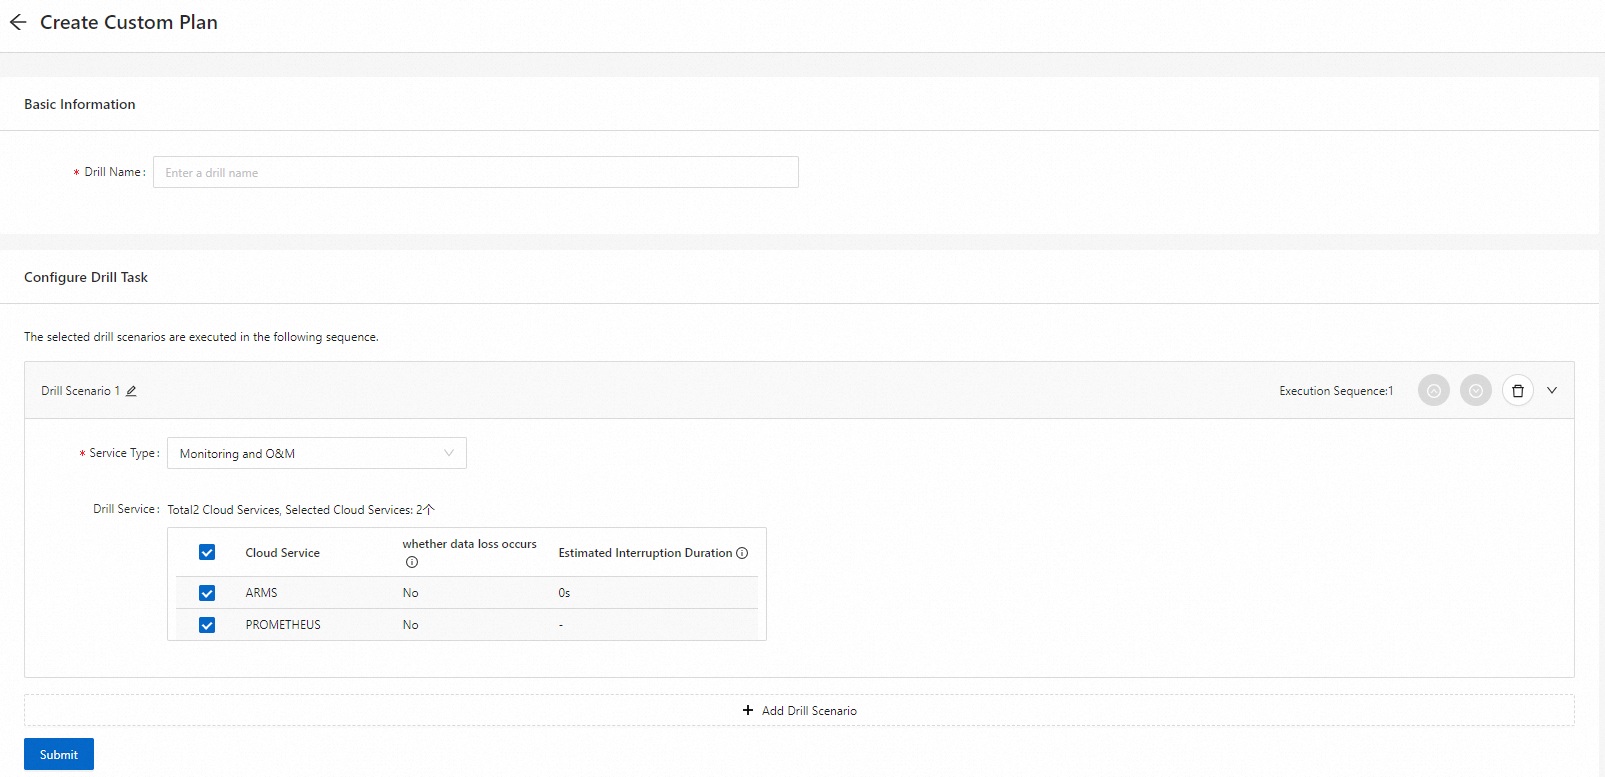 Create Custom Plan
Basic Information
* Drill Name:
Enter a drill name
Configure Drill Task
The selected drill scenarios are executed in the following sequence.
Drill Scenario 1
Execution Sequence:1
* Service Type:
Monitoring and O&M
Drill Service: Total2 Cloud Services, Selected Cloud Services: 2个
Cloud Service whether data loss occurs Estimated Interruption Duration
ARMS No 0s
PROMETHEUS No -
+ Add Drill Scenario
Submit